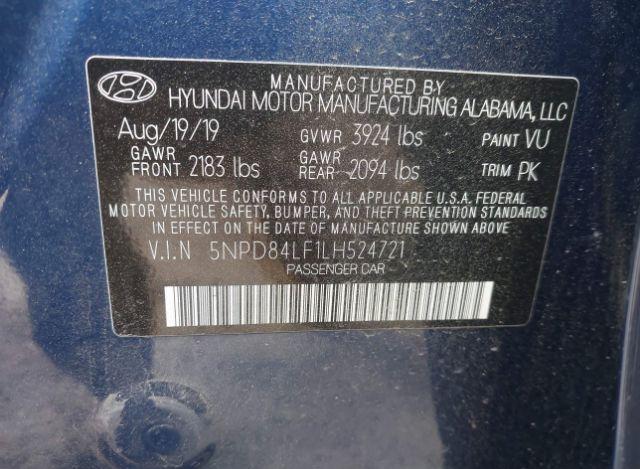 MANUFACTURED BY
HYUNDAI MOTOR MANUFACTURING ALABAMA, LLC
Aug/19/19 GVWR 3924 lbs PAINT VU
GAWR FRONT 2183 lbs GAWR REAR 2094 lbs TRIM PK
THIS VEHICLE CONFORMS TO ALL APPLICABLE U.S.A. FEDERAL
MOTOR VEHICLE SAFETY, BUMPER, AND THEFT PREVENTION STANDARDS
IN EFFECT ON THE DATE OF MANUFACTURE SHOWN ABOVE
V.I.N 5NPD84LF1LH524721
PASSENGER CAR